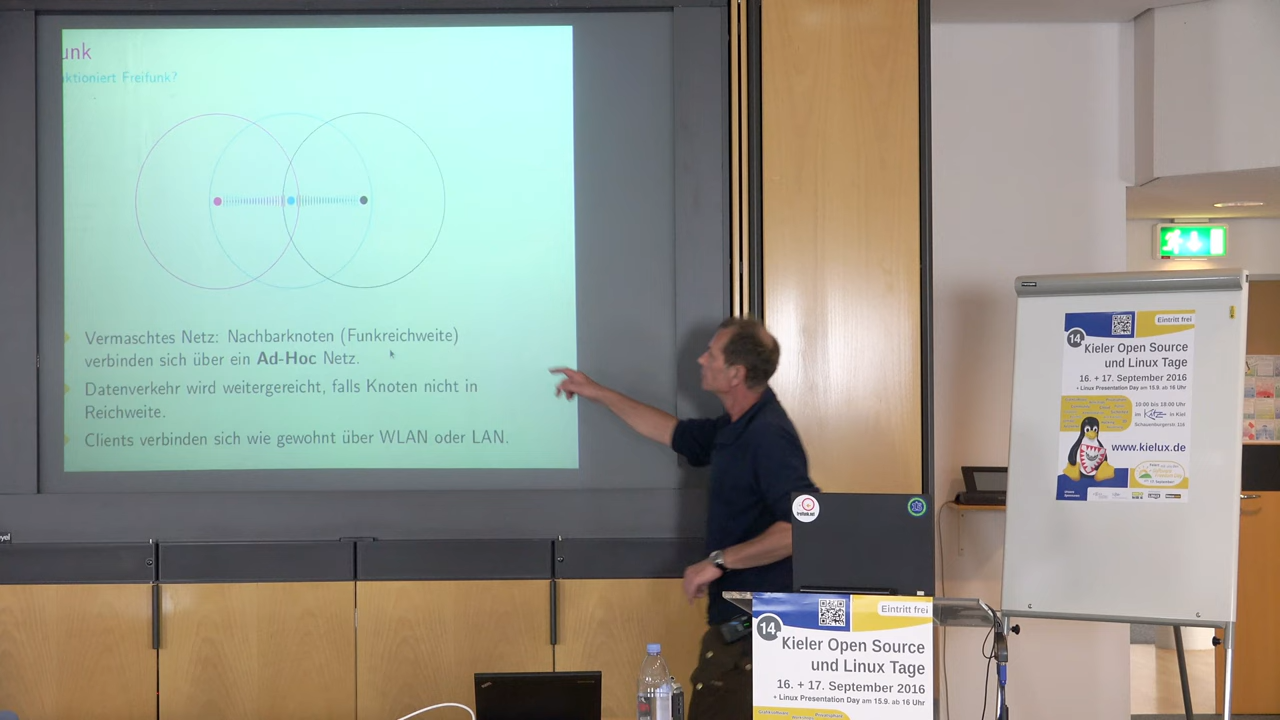 unk
ktioniert Freifunk?
Vermaschtes Netz: Nachbarknoten (Funkreichweite)
verbinden sich über ein Ad-Hoc Netz.
Datenverkehr wird weitergereicht, falls Knoten nicht in
Reichweite.
Clients verbinden sich wie gewohnt über WLAN oder LAN.
Eintritt frei
14.
Kieler Open Source
und Linux Tage
16. + 17. September 2016
+ Linux Presentation Day am 15.9. ab 16 Uhr
10:00 bis 18:00 Uhr
im Kitz in Kiel
Schauenburgerstr. 116
www.kielux.de
freifunk.net
Eintritt frei
14.
Kieler Open Source
und Linux Tage
16. + 17. September 2016
+ Linux Presentation Day am 15.9. ab 16 Uhr